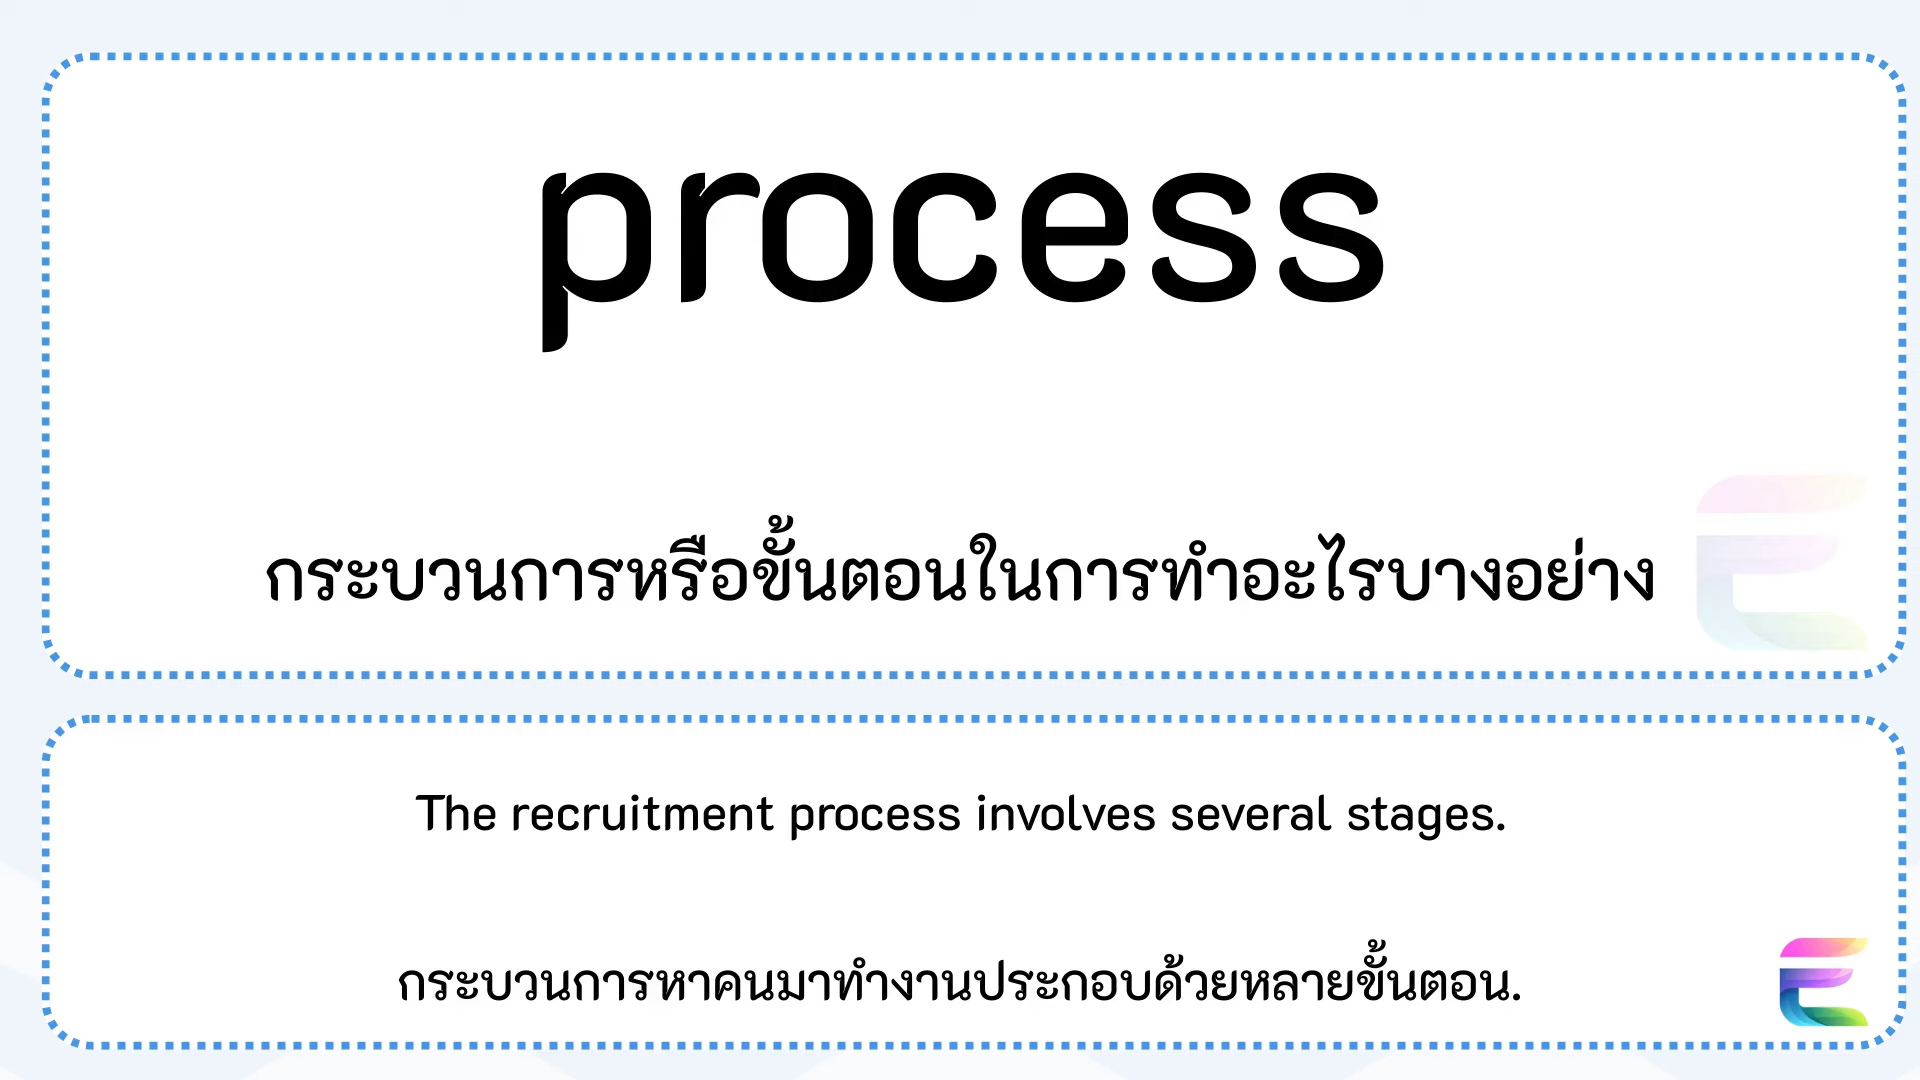 process
กระบวนการหรือขั้นตอนในการทำอะไรบางอย่าง
The recruitment process involves several stages.
กระบวนการหาคนมาทำงานประกอบด้วยหลายขั้นตอน.